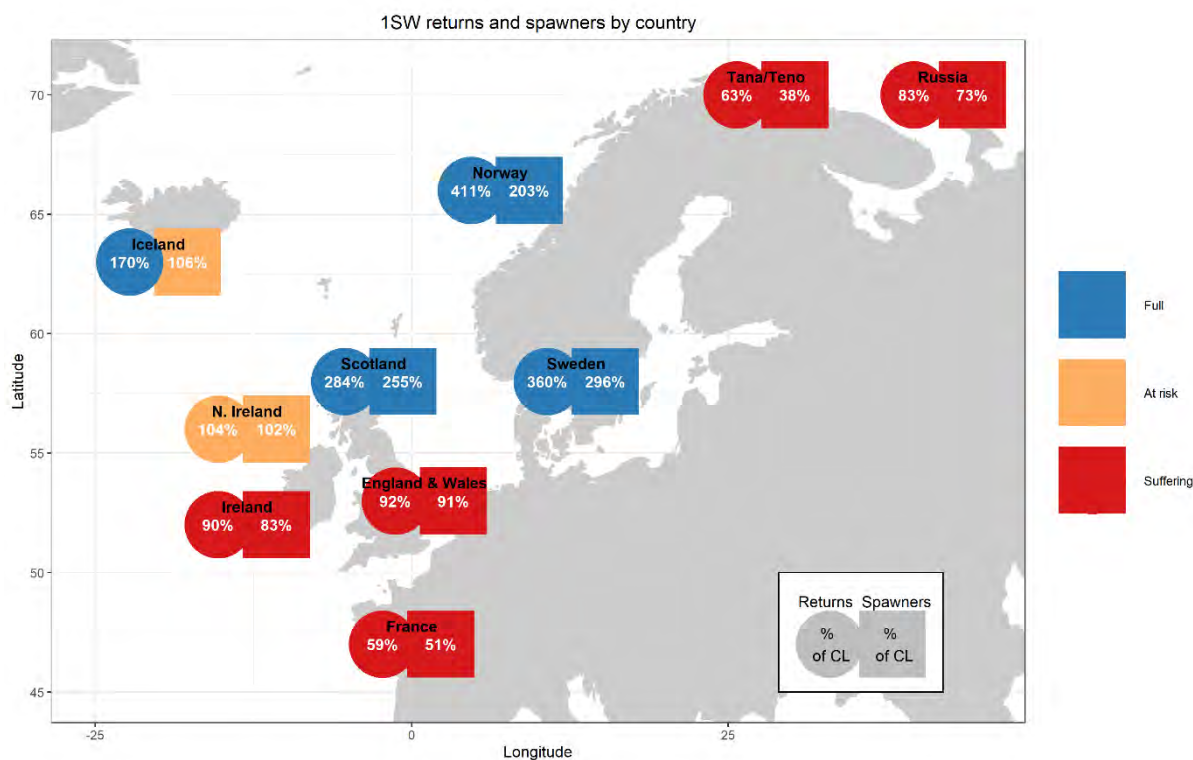 1SW returns and spawners by country
70
65
60
55
50
45
Latitude
-25
0
25
Longitude
Tana/Teno
63% 38%
Russia
83% 73%
Norway
411% 203%
Iceland
170% 106%
Scotland
284% 255%
Sweden
360% 296%
N. Ireland
104% 102%
England & Wales
92% 91%
Ireland
90% 83%
France
59% 51%
Returns Spawners
% %
of CL of CL
Full
At risk
Suffering